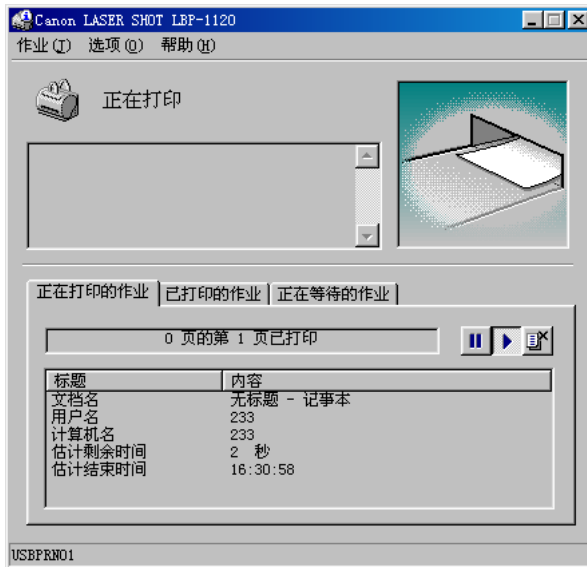 Canon LASER SHOT LBP-1120
作业(T) 选项(O) 帮助(H)
正在打印
正在打印的作业 已打印的作业 正在等待的作业
0 页的第 1 页已打印
标题 内容
文档名 无标题 - 记事本
用户名 233
计算机名 233
估计剩余时间 2 秒
估计结束时间 16:30:58
USBPRN01